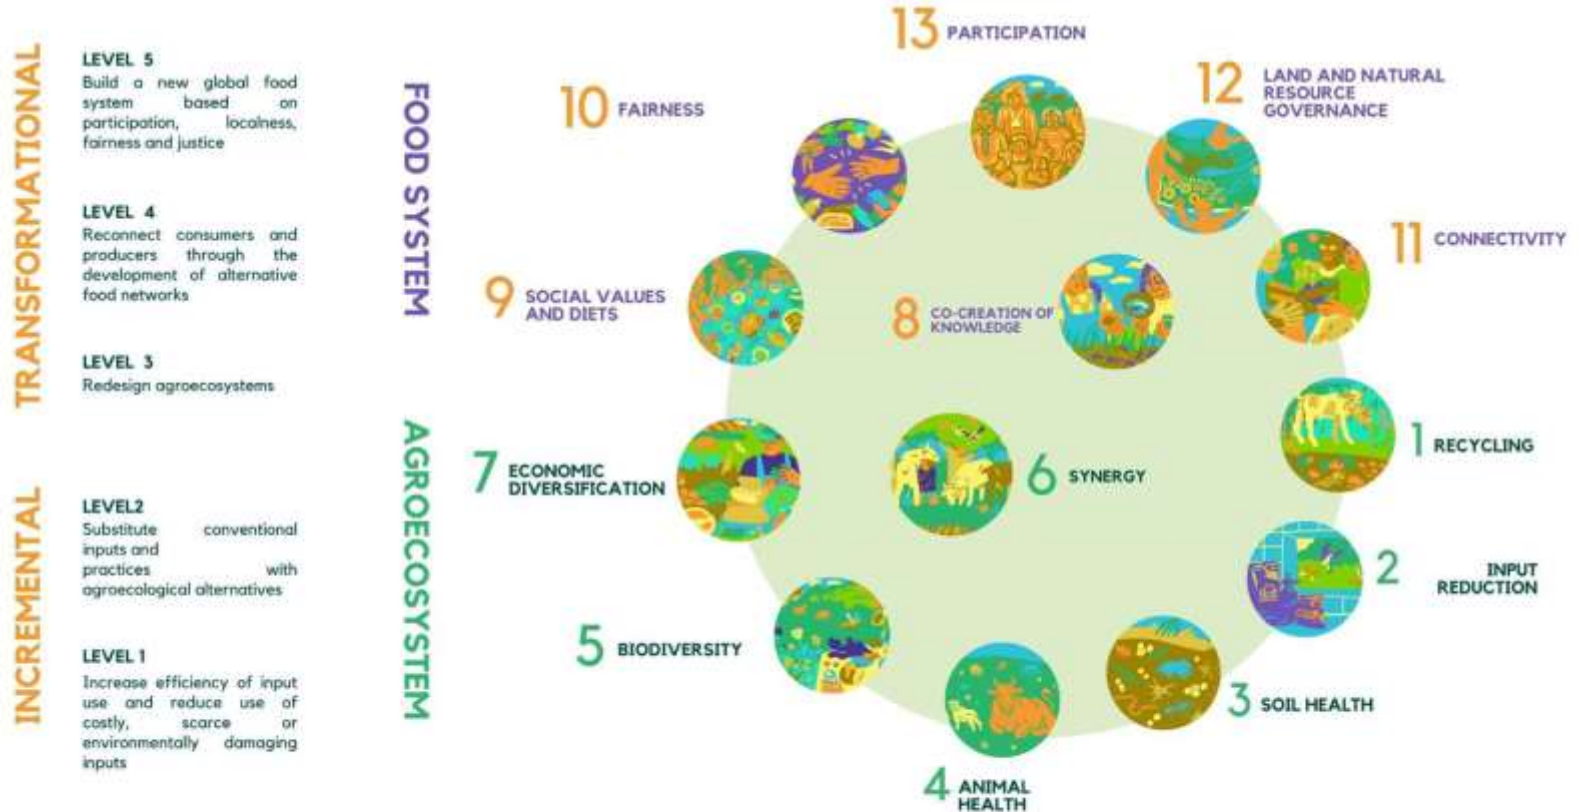 TRANSFORMATIONAL
LEVEL 5
Build a new global food
system based on
participation, localness,
fairness and justice
LEVEL 4
Reconnect consumers and
producers through the
development of alternative
food networks
LEVEL 3
Redesign agroecosystems
INCREMENTAL
LEVEL2
Substitute conventional
inputs and
practices with
agroecological alternatives
LEVEL 1
Increase efficiency of input
use and reduce use of
costly, scarce or
environmentally damaging
inputs
FOOD SYSTEM
AGROECOSYSTEM
13 PARTICIPATION
12 LAND AND NATURAL
RESOURCE
GOVERNANCE
10 FAIRNESS
11 CONNECTIVITY
9 SOCIAL VALUES
AND DIETS
8 CO-CREATION OF
KNOWLEDGE
1 RECYCLING
7 ECONOMIC
DIVERSIFICATION
6 SYNERGY
2 INPUT
REDUCTION
5 BIODIVERSITY
3 SOIL HEALTH
4 ANIMAL
HEALTH